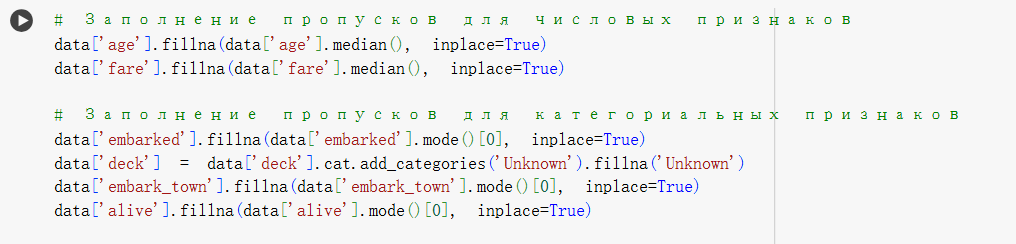 # Заполнение пропусков для числовых признаков
data['age'].fillna(data['age'].median(), inplace=True)
data['fare'].fillna(data['fare'].median(), inplace=True)
# Заполнение пропусков для категориальных признаков
data['embarked'].fillna(data['embarked'].mode()[0], inplace=True)
data['deck'] = data['deck'].cat.add_categories('Unknown').fillna('Unknown')
data['embark_town'].fillna(data['embark_town'].mode()[0], inplace=True)
data['alive'].fillna(data['alive'].mode()[0], inplace=True)